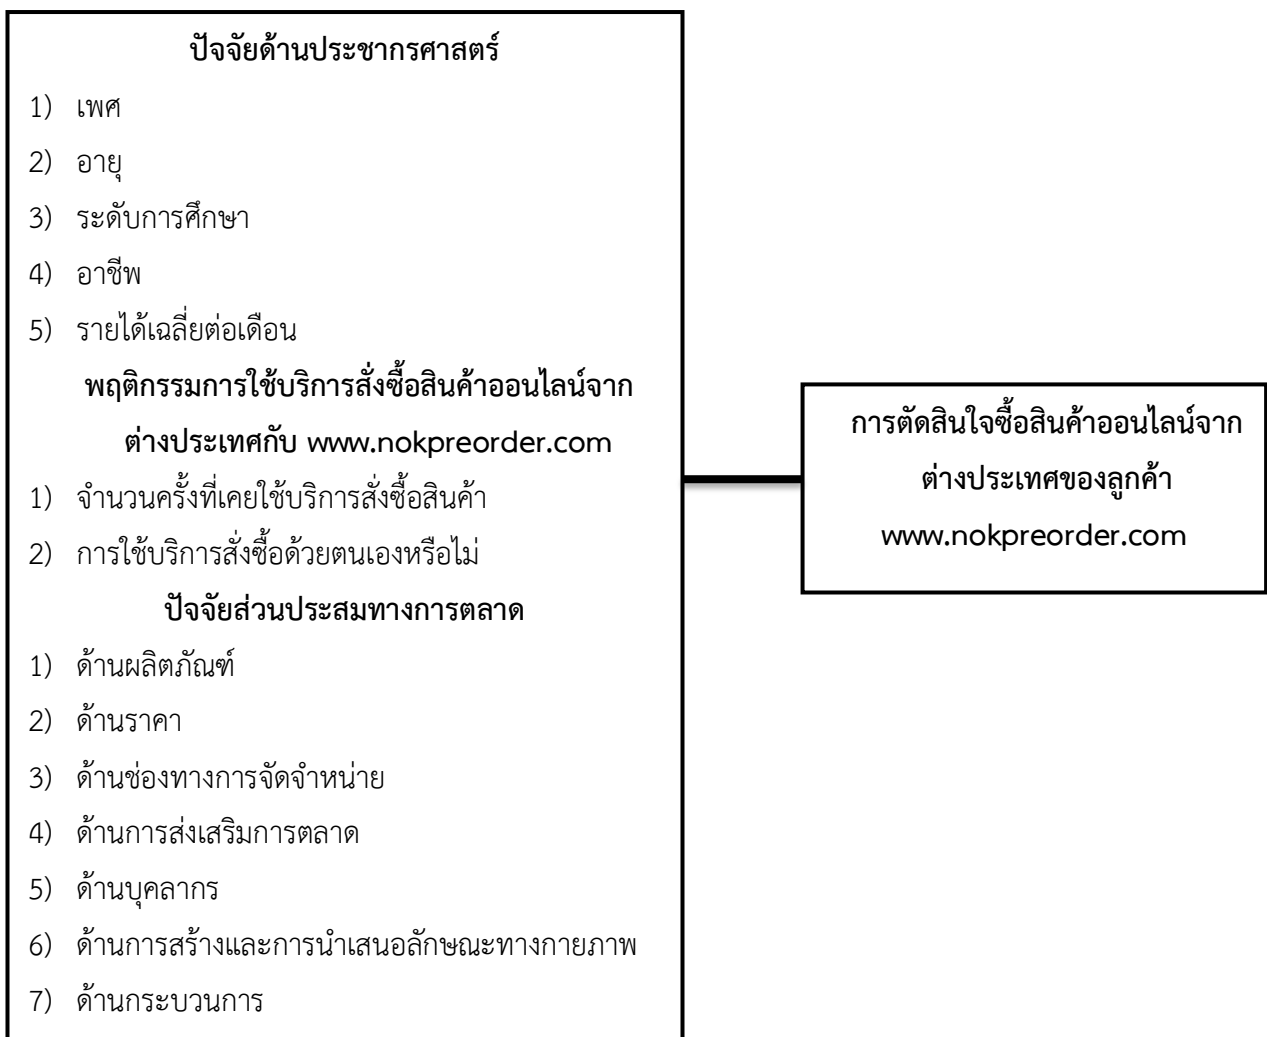 ปัจจัยด้านประชากรศาสตร์
1) เพศ
2) อายุ
3) ระดับการศึกษา
4) อาชีพ
5) รายได้เฉลี่ยต่อเดือน
พฤติกรรมการใช้บริการสั่งซื้อสินค้าออนไลน์จาก
ต่างประเทศกับ www.nokpreorder.com
1) จำนวนครั้งที่เคยใช้บริการสั่งซื้อสินค้า
2) การใช้บริการสั่งซื้อด้วยตนเองหรือไม่
ปัจจัยส่วนประสมทางการตลาด
1) ด้านผลิตภัณฑ์
2) ด้านราคา
3) ด้านช่องทางการจัดจำหน่าย
4) ด้านการส่งเสริมการตลาด
5) ด้านบุคลากร
6) ด้านการสร้างและการนำเสนอลักษณะทางกายภาพ
7) ด้านกระบวนการ
การตัดสินใจซื้อสินค้าออนไลน์จาก
ต่างประเทศของลูกค้า
www.nokpreorder.com